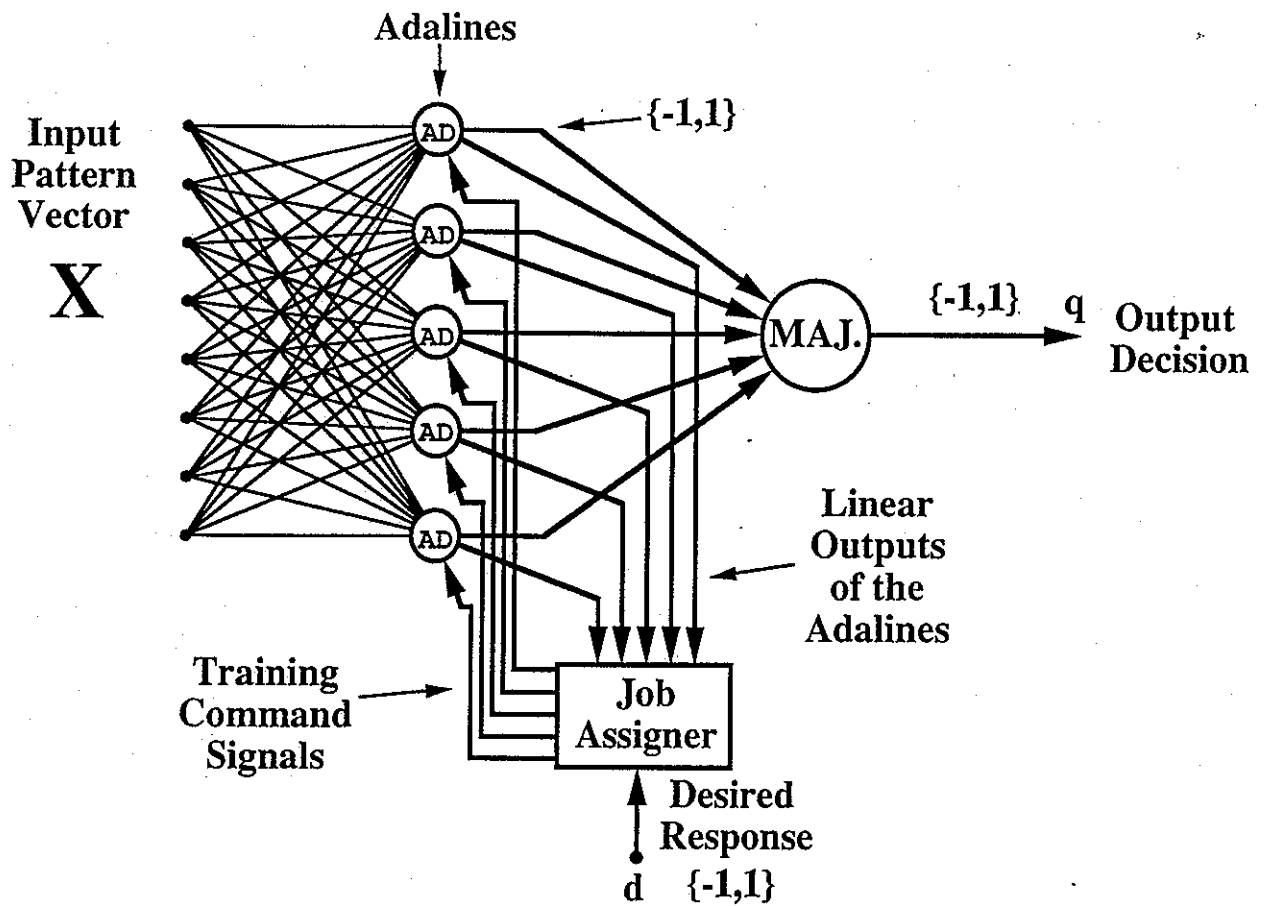 Adalines
{-1,1}
Input
Pattern
Vector
X
AD
AD
AD
AD
AD
MAJ.
{-1,1}
q
Output
Decision
Linear
Outputs
of the
Adalines
Training
Command
Signals
Job
Assigner
Desired
Response
d {-1,1}